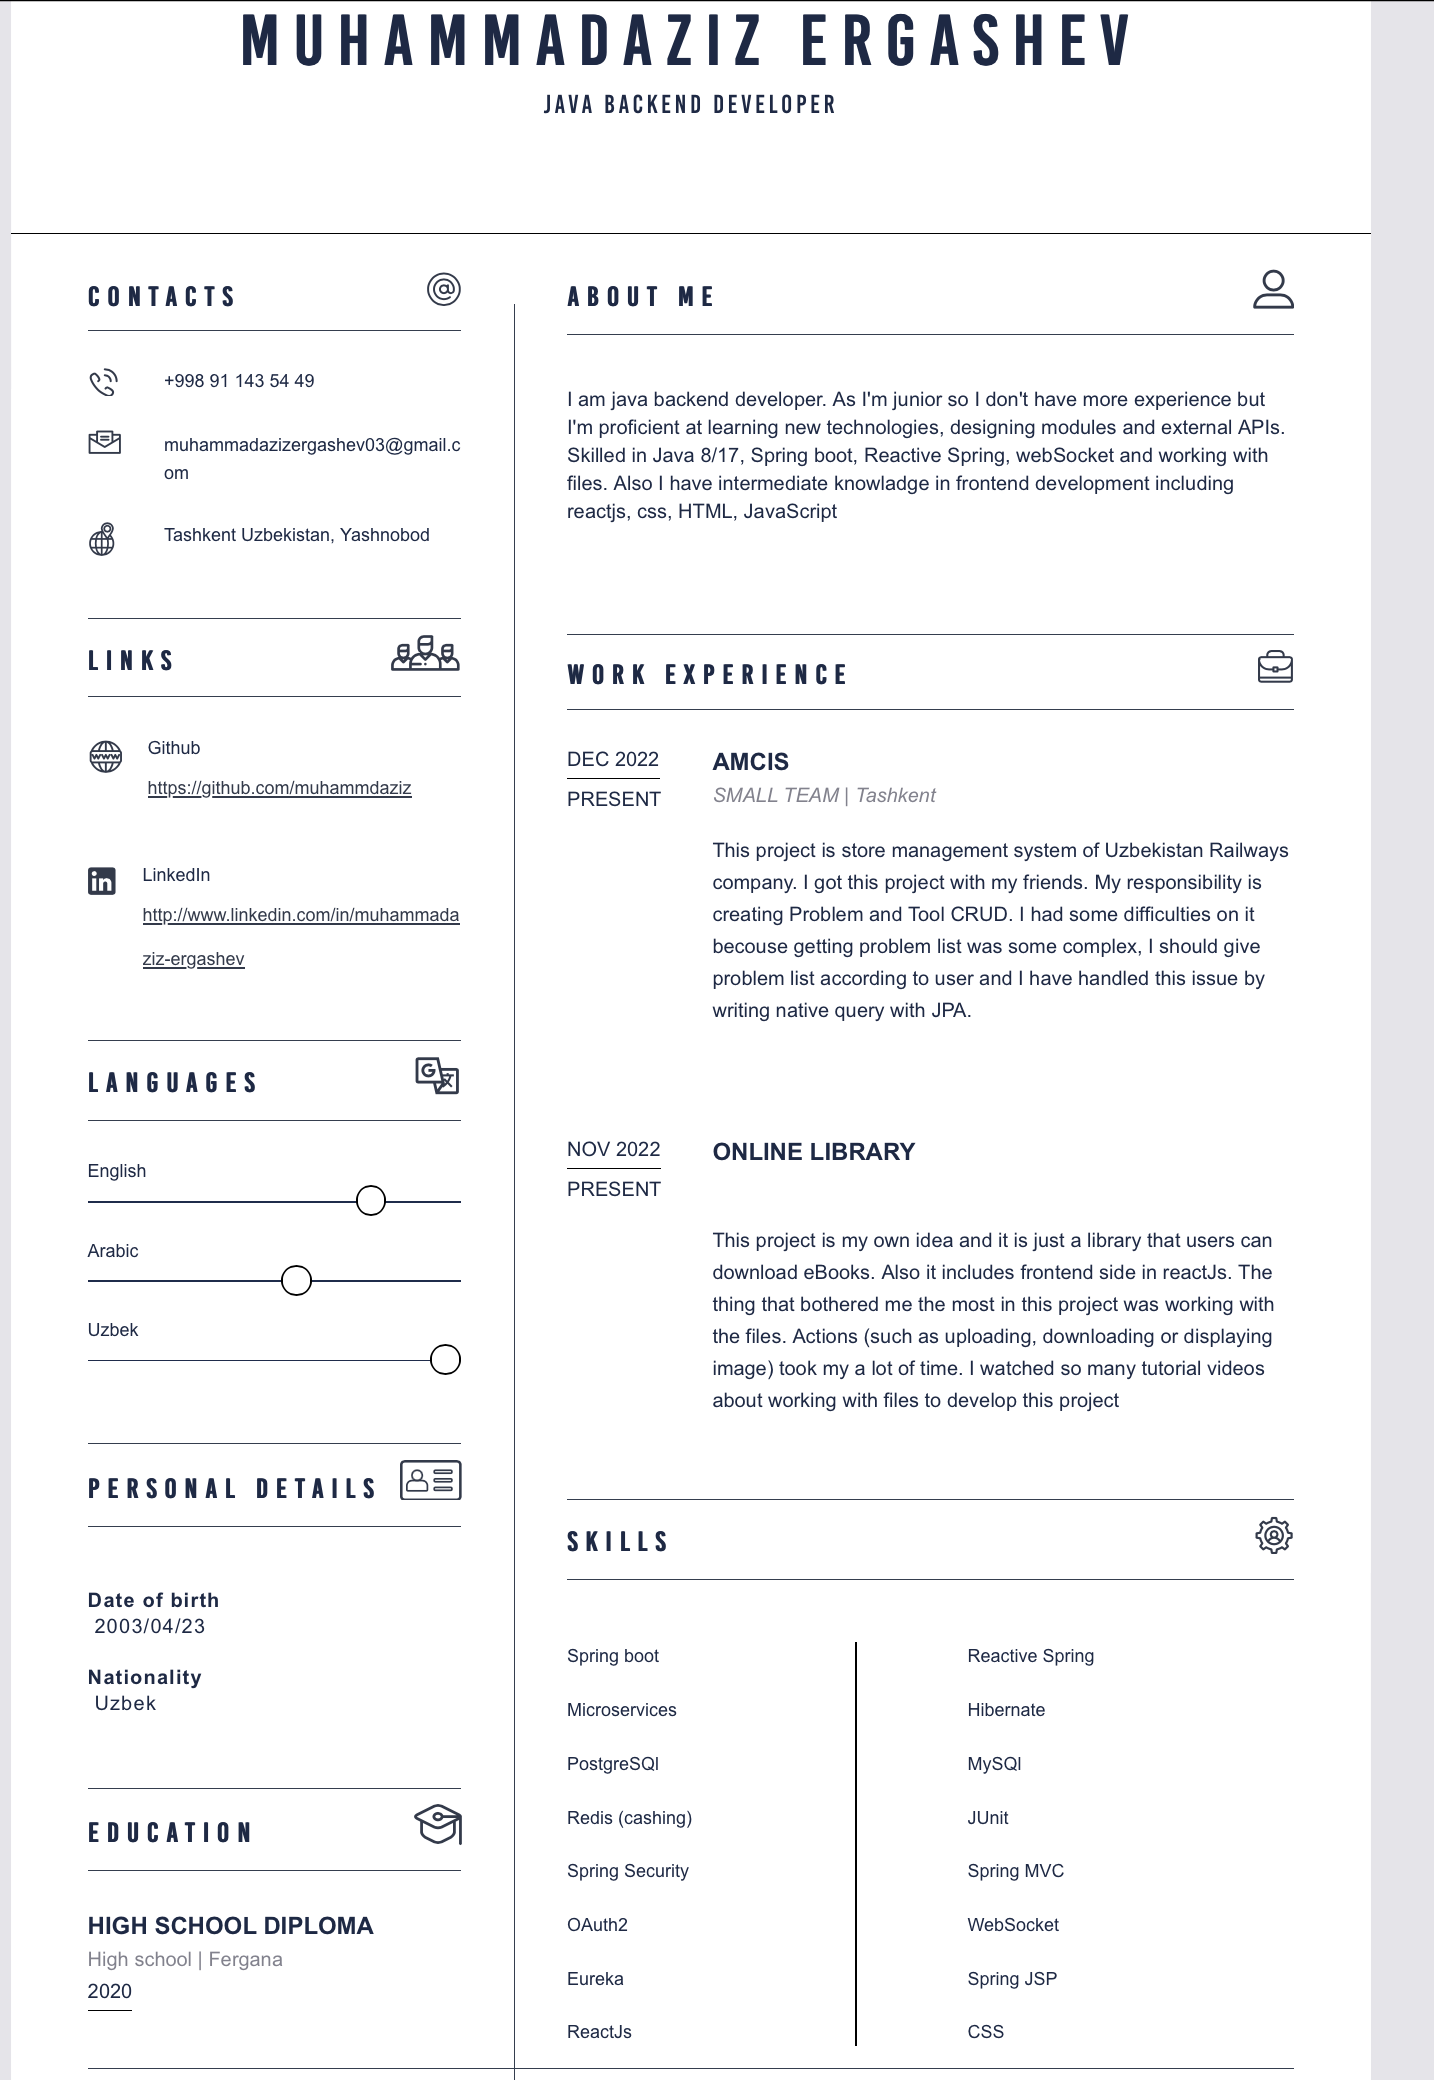 MUHAMMADAZIZ ERGASHEV
JAVA BACKEND DEVELOPER
CONTACTS
+998 91 143 54 49
muhammadazizergashev03@gmail.c
om
Tashkent Uzbekistan, Yashnobod
LINKS
Github
https://github.com/muhammdaziz
LinkedIn
http://www.linkedin.com/in/muhammada
ziz-ergashev
LANGUAGES
English
Arabic
Uzbek
PERSONAL DETAILS
Date of birth
2003/04/23
Nationality
Uzbek
EDUCATION
HIGH SCHOOL DIPLOMA
High school | Fergana
2020
ABOUT ME
I am java backend developer. As I'm junior so I don't have more experience but
I'm proficient at learning new technologies, designing modules and external APIs.
Skilled in Java 8/17, Spring boot, Reactive Spring, webSocket and working with
files. Also I have intermediate knowladge in frontend development including
reactjs, css, HTML, JavaScript
WORK EXPERIENCE
DEC 2022
PRESENT
AMCIS
SMALL TEAM | Tashkent
This project is store management system of Uzbekistan Railways
company. I got this project with my friends. My responsibility is
creating Problem and Tool CRUD. I had some difficulties on it
becouse getting problem list was some complex, I should give
problem list according to user and I have handled this issue by
writing native query with JPA.
NOV 2022
PRESENT
ONLINE LIBRARY
This project is my own idea and it is just a library that users can
download eBooks. Also it includes frontend side in reactJs. The
thing that bothered me the most in this project was working with
the files. Actions (such as uploading, downloading or displaying
image) took my a lot of time. I watched so many tutorial videos
about working with files to develop this project
SKILLS
Spring boot
Microservices
PostgreSQl
Redis (cashing)
Spring Security
OAuth2
Eureka
ReactJs
Reactive Spring
Hibernate
MySQl
JUnit
Spring MVC
WebSocket
Spring JSP
CSS